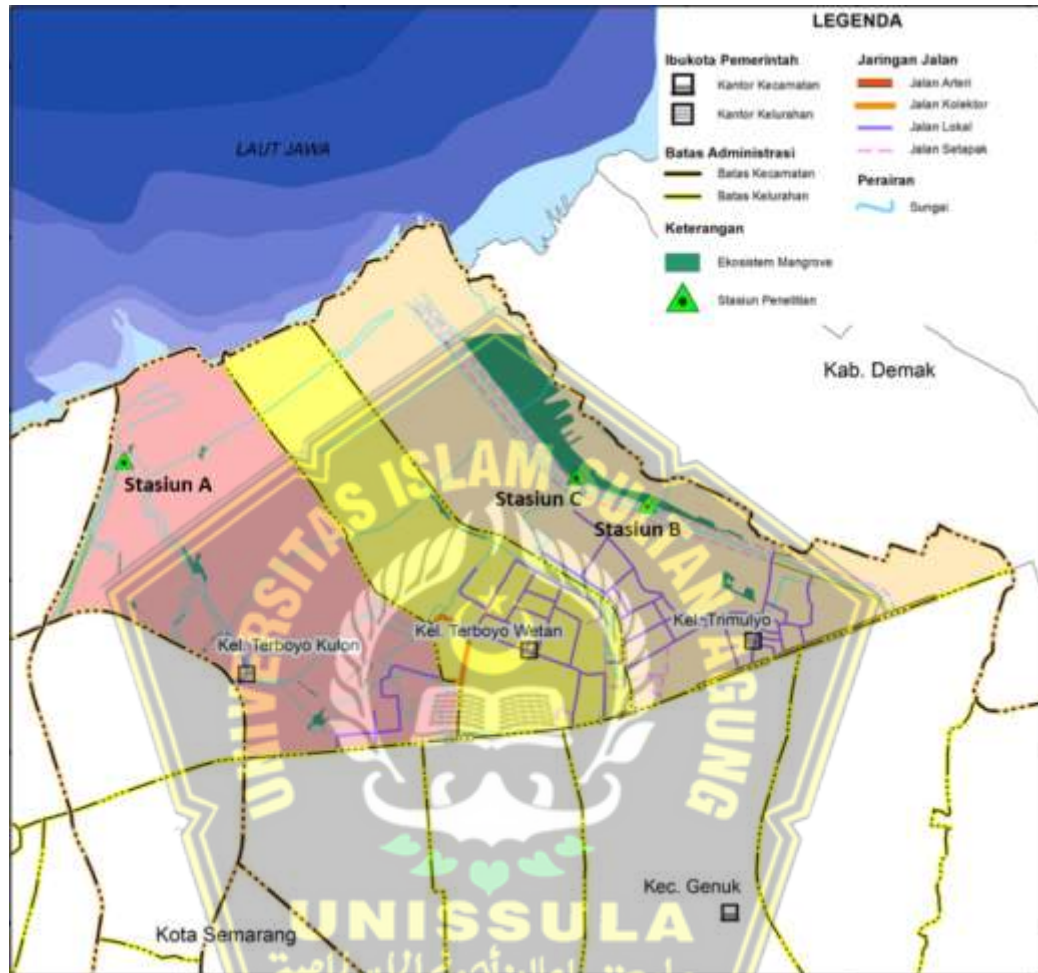 LEGENDA
Ibukota Pemerintah
Kantor Kecamatan
Kantor Kelurahan
Batas Administrasi
Batas Kecamatan
Batas Kelurahan
Keterangan
Ekosistem Mangrove
Stasiun Penelitian
Jaringan Jalan
Jalan Arteri
Jalan Kolektor
Jalan Lokal
Jalan Setapak
Perairan
Sungai
LAUT JAWA
Kab. Demak
Stasiun A
Stasiun C
Stasiun B
Kel. Terboyo Kulon
Kel. Terboyo Wetan
Kel. Trimulyo
Kec. Genuk
Kota Semarang
UNIVERSITAS ISLAM SULTAN AGUNG
UNISSULA